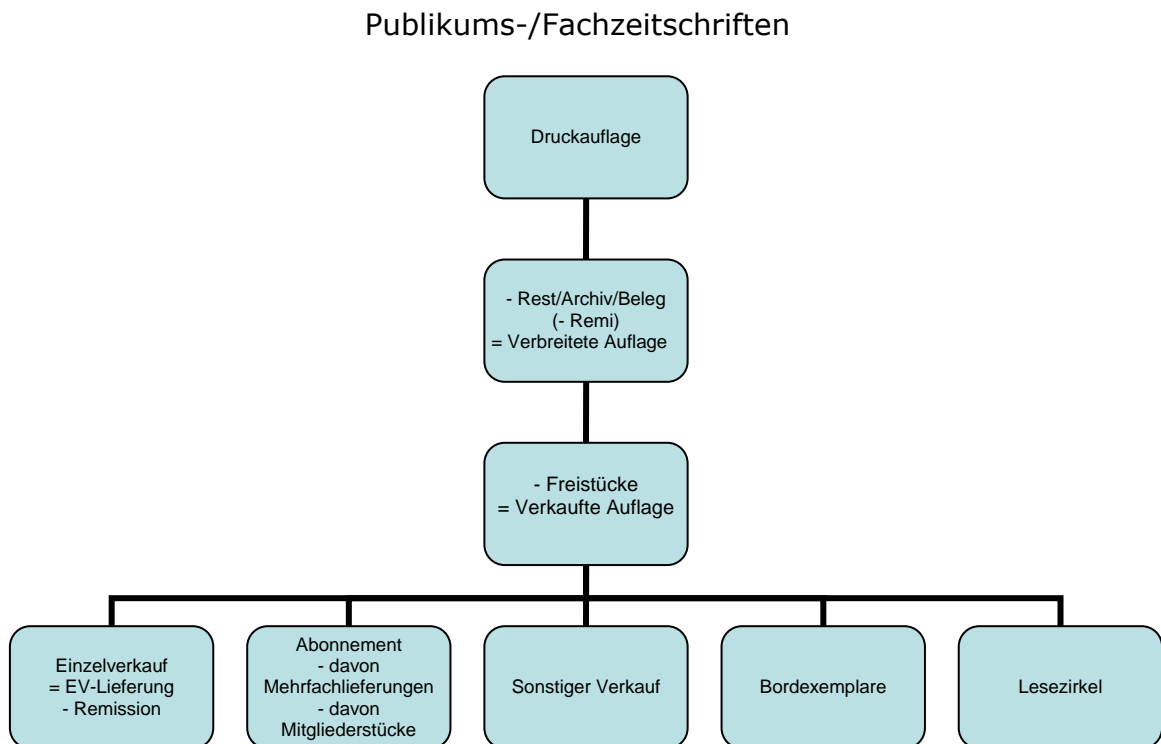 Publikums-/Fachzeitschriften
Druckauflage
- Rest/Archiv/Beleg
(- Remi)
= Verbreitete Auflage
- Freistücke
= Verkaufte Auflage
Einzelverkauf
= EV-Lieferung
- Remission
Abonnement
- davon
Mehrfachlieferungen
- davon
Mitgliederstücke
Sonstiger Verkauf
Bordexemplare
Lesezirkel